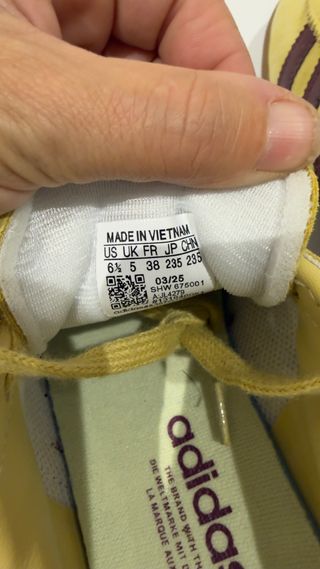 MADE IN VIETNAM
US UK FR JP CHN
6½ 5 38 235 235
03/25
SHW 675001
adidas
THE BRAND WITH THE
DIE WELTMARKE MIT D
LA MARQUE AUX